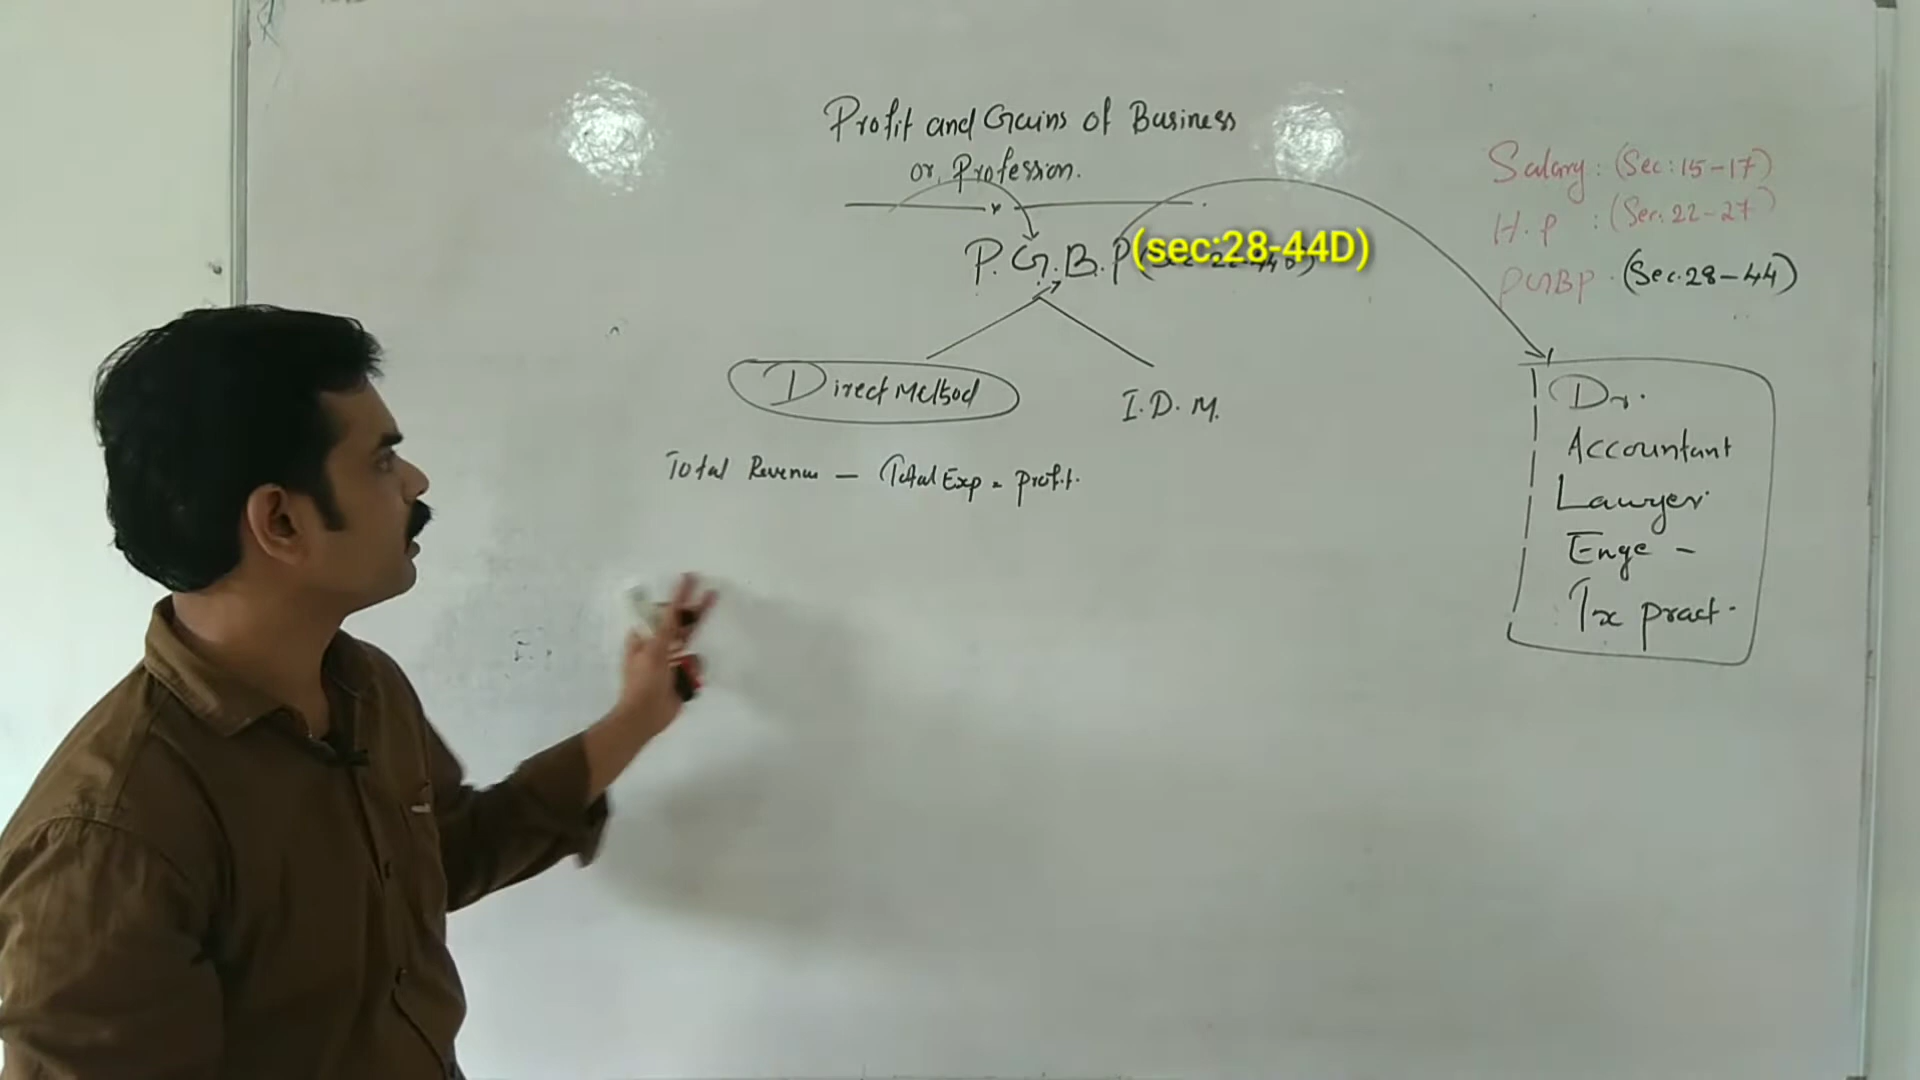 Profit and Gains of Business
or Profession.
P.G.B.P (sec:28-44D)
Direct Method
I.D.M.
Total Revenue — Total Exp = Profit.
Salary : (Sec: 15-17)
H.P : (Sec. 22-27)
PGBP. (Sec. 28-44)
Dr.
Accountant
Lawyer
Enge -
Tx pract.